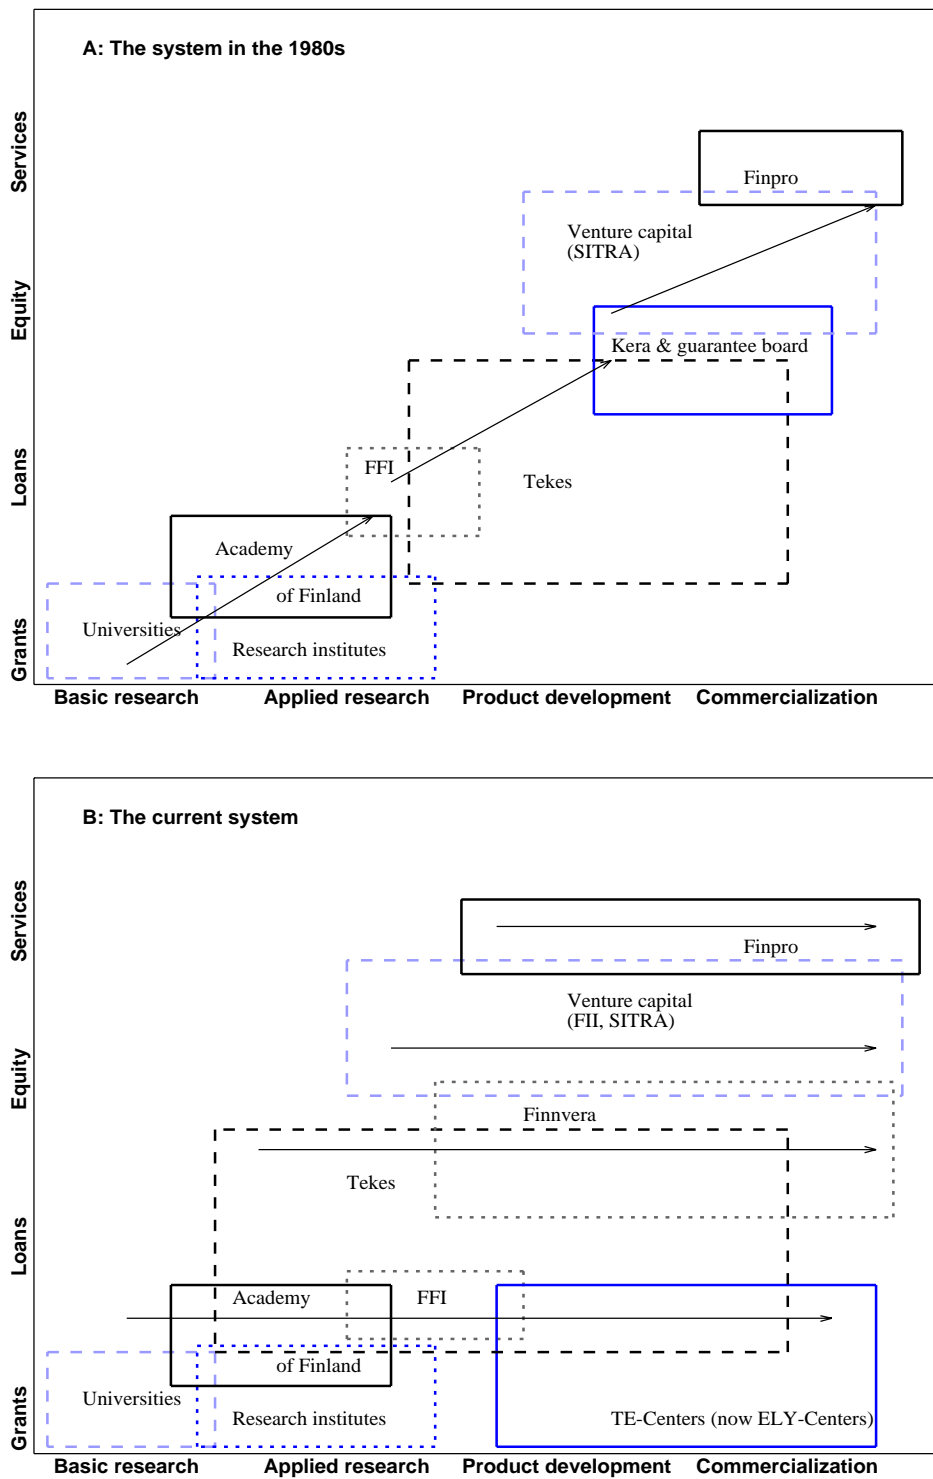 A: The system in the 1980s
Services
Equity
Loans
Grants
Finpro
Venture capital
(SITRA)
Kera & guarantee board
FFI
Tekes
Academy
of Finland
Universities
Research institutes
Basic research
Applied research
Product development
Commercialization
B: The current system
Services
Equity
Loans
Grants
Finpro
Venture capital
(FII, SITRA)
Finnvera
Tekes
Academy
FFI
of Finland
Universities
Research institutes
TE-Centers (now ELY-Centers)
Basic research
Applied research
Product development
Commercialization